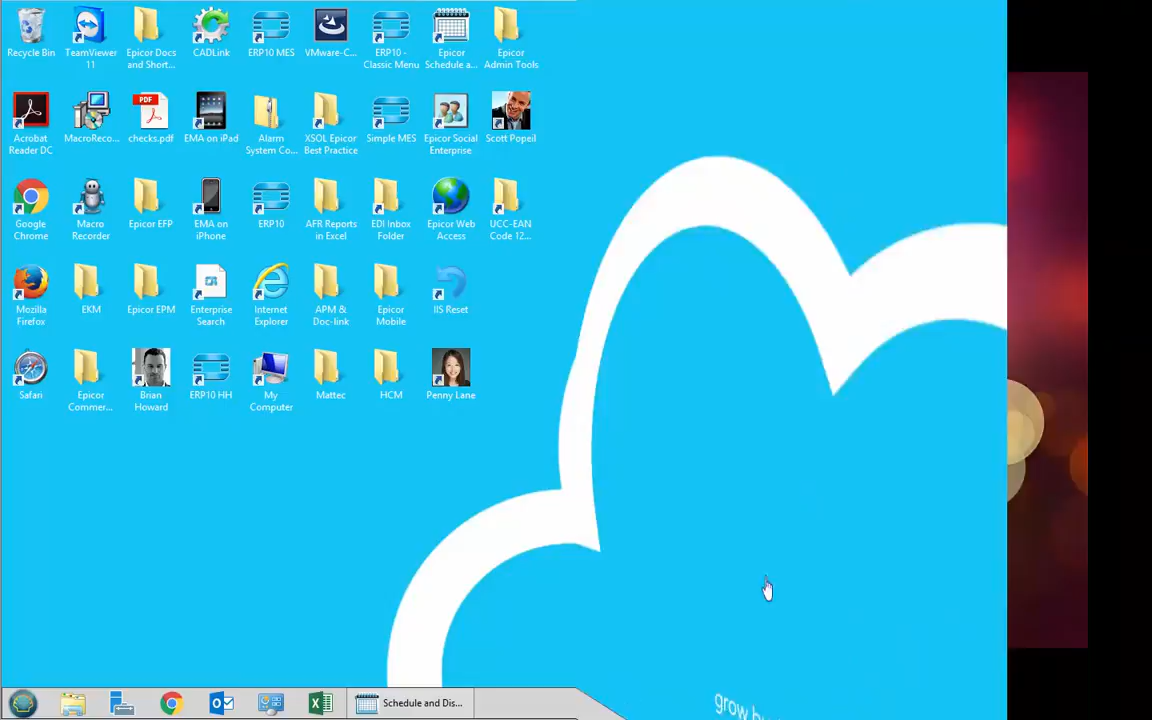 Recycle Bin
TeamViewer
11
Epicor Docs
and Short...
CADLink
ERP10 MES
VMware-C...
ERP10 -
Classic Menu
Epicor
Schedule a...
Epicor
Admin Tools
Acrobat
Reader DC
MacroReco...
PDF
checks.pdf
EMA on iPad
Alarm
System Co...
XSOL Epicor
Best Practice
Simple MES
Epicor Social
Enterprise
Scott Popeil
Google
Chrome
Macro
Recorder
Epicor EFP
EMA on
iPhone
ERP10
AFR Reports
in Excel
EDI Inbox
Folder
Epicor Web
Access
UCC-EAN
Code 12...
Mozilla
Firefox
EKM
Epicor EPM
Enterprise
Search
Internet
Explorer
APM &
Doc-link
Epicor
Mobile
IIS Reset
Safari
Epicor
Commer...
Brian
Howard
ERP10 HH
My
Computer
Mattec
HCM
Penny Lane
Schedule and Dis...
grow